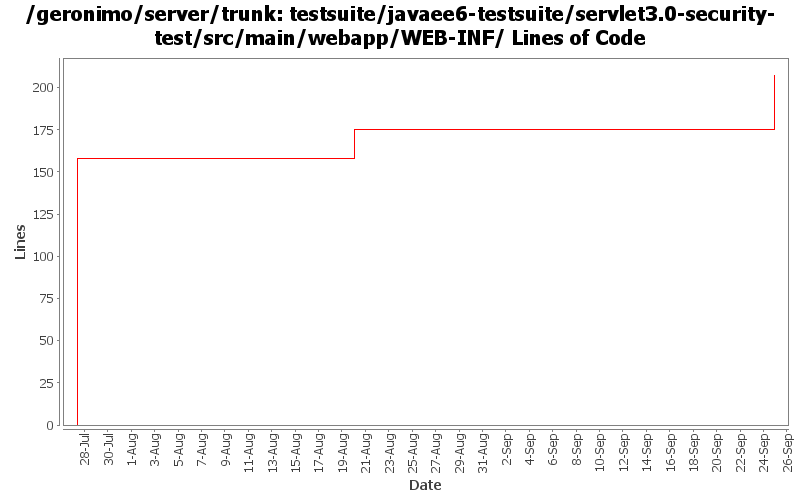 /geronimo/server/trunk: testsuite/javaee6-testsuite/servlet3.0-security-
test/src/main/webapp/WEB-INF/ Lines of Code
200
175
150
125
100
75
50
25
0
Lines
28-Jul
30-Jul
1-Aug
3-Aug
5-Aug
7-Aug
9-Aug
11-Aug
13-Aug
15-Aug
17-Aug
19-Aug
21-Aug
23-Aug
25-Aug
27-Aug
29-Aug
31-Aug
2-Sep
4-Sep
6-Sep
8-Sep
10-Sep
12-Sep
14-Sep
16-Sep
18-Sep
20-Sep
22-Sep
24-Sep
26-Sep
Date